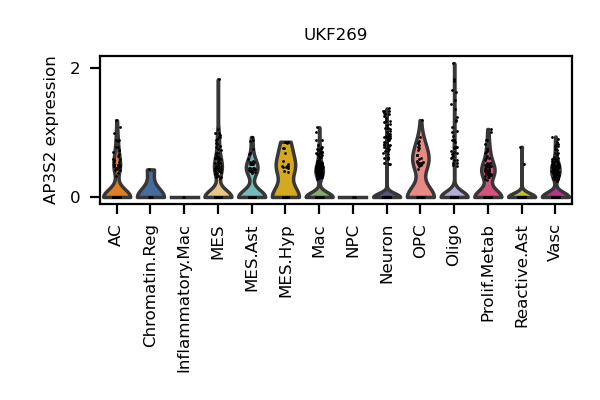 UKF269
AP3S2 expression
2
0
AC
Chromatin.Reg
Inflammatory.Mac
MES
MES.Ast
MES.Hyp
Mac
NPC
Neuron
OPC
Oligo
Prolif.Metab
Reactive.Ast
Vasc